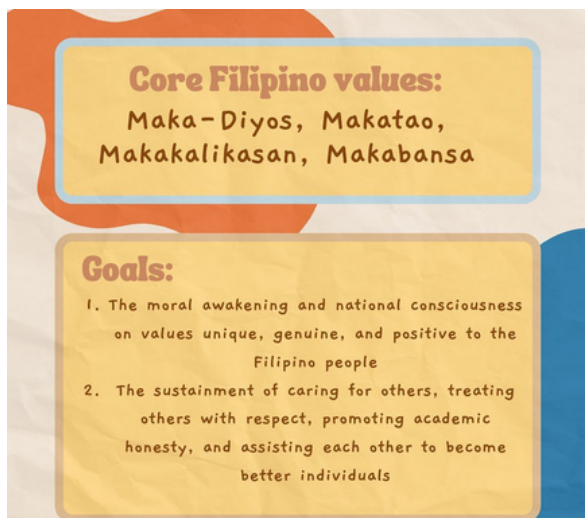 Core Filipino values:
Maka-Diyos, Makatao,
Makakalikasan, Makabansa
Goals:
1. The moral awakening and national consciousness
on values unique, genuine, and positive to the
Filipino people
2. The sustainment of caring for others, treating
others with respect, promoting academic
honesty, and assisting each other to become
better individuals